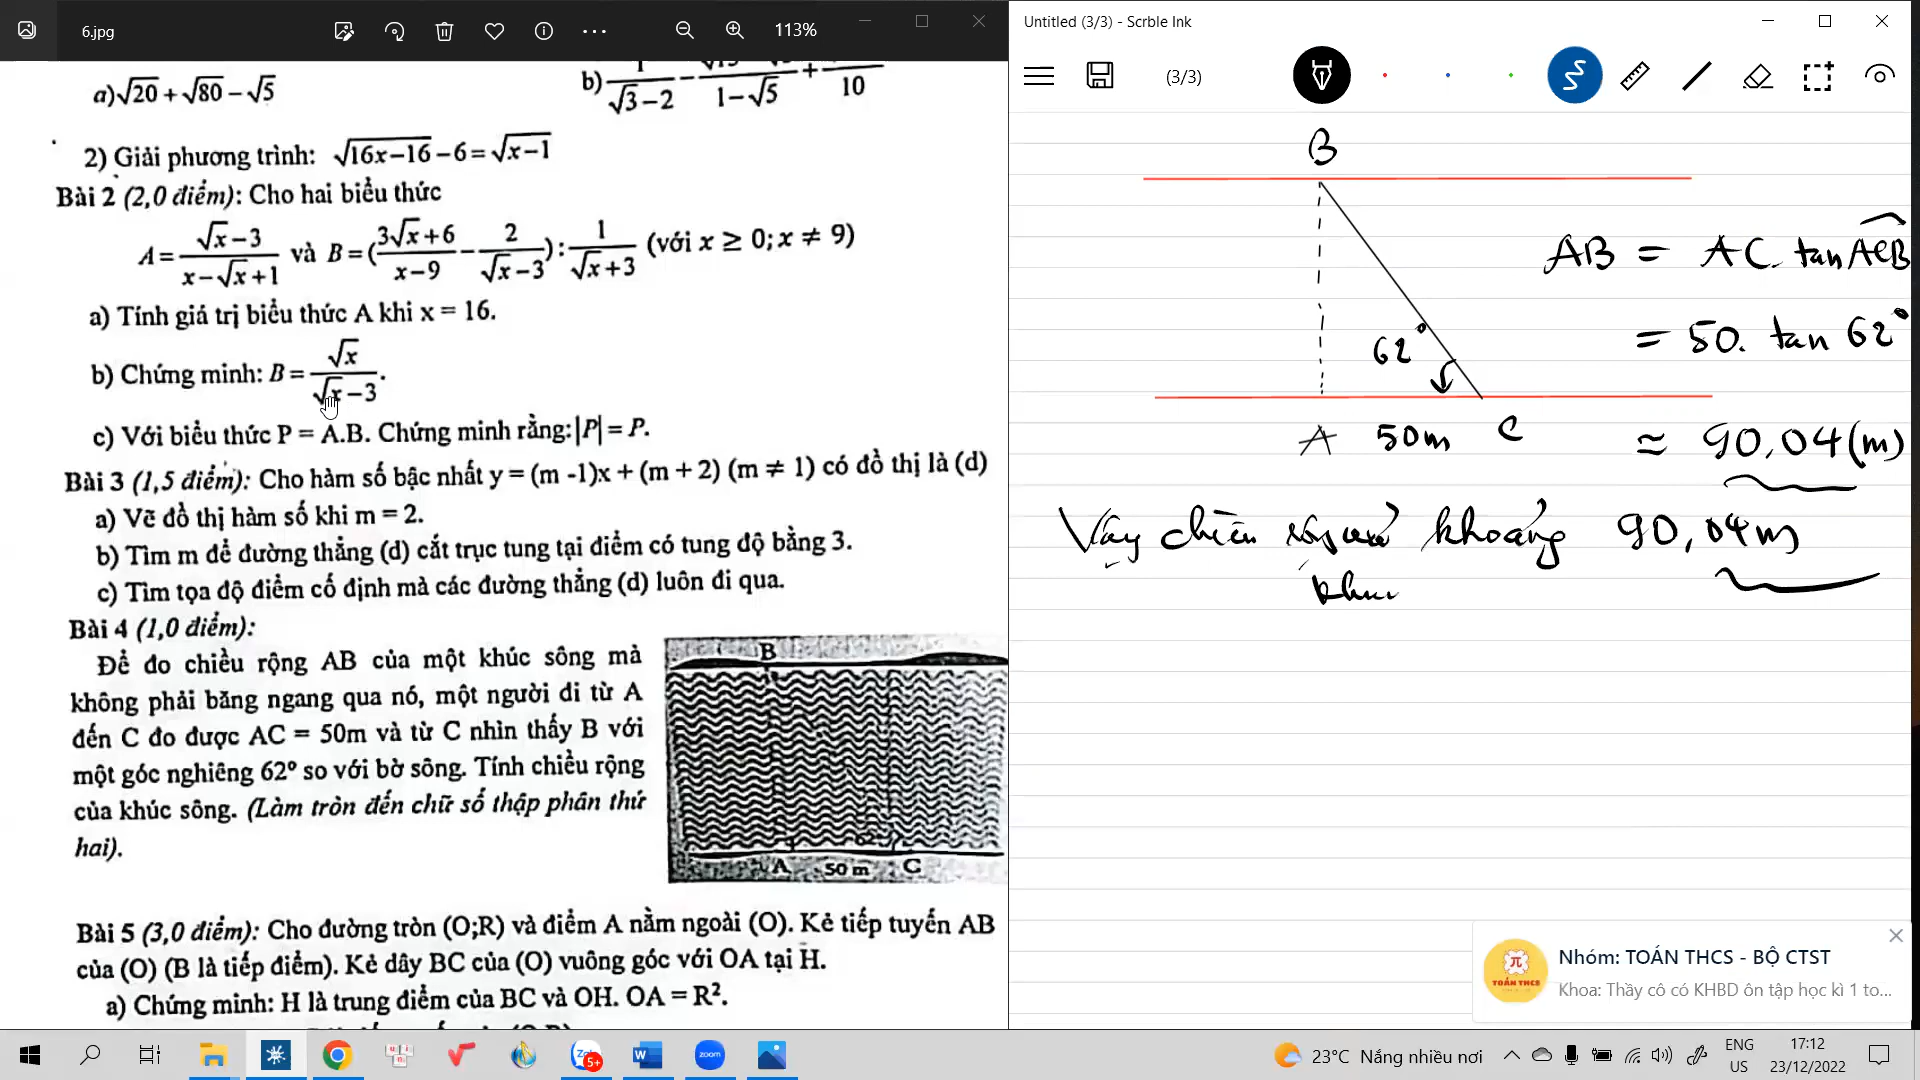 6.jpg
113%
a)√20 + √80 − √5
b) 1/(√3−2) − /(1−√5) + /10
2) Giải phương trình: √(16x−16) − 6 = √(x−1)
Bài 2 (2,0 điểm): Cho hai biểu thức
A = (√x − 3)/(x − √x + 1) và B = ((3√x + 6)/(x − 9) − 2/(√x − 3)) : 1/(√x + 3) (với x ≥ 0; x ≠ 9)
a) Tính giá trị biểu thức A khi x = 16.
b) Chứng minh: B = √x/(√x − 3).
c) Với biểu thức P = A.B. Chứng minh rằng: |P| = P.
Bài 3 (1,5 điểm): Cho hàm số bậc nhất y = (m -1)x + (m + 2) (m ≠ 1) có đồ thị là (d)
a) Vẽ đồ thị hàm số khi m = 2.
b) Tìm m để đường thẳng (d) cắt trục tung tại điểm có tung độ bằng 3.
c) Tìm tọa độ điểm cố định mà các đường thẳng (d) luôn đi qua.
Bài 4 (1,0 điểm):
Để đo chiều rộng AB của một khúc sông mà
không phải băng ngang qua nó, một người đi từ A
đến C đo được AC = 50m và từ C nhìn thấy B với
một góc nghiêng 62° so với bờ sông. Tính chiều rộng
của khúc sông. (Làm tròn đến chữ số thập phân thứ
hai).
B
62°
A 50 m C
Bài 5 (3,0 điểm): Cho đường tròn (O;R) và điểm A nằm ngoài (O). Kẻ tiếp tuyến AB
của (O) (B là tiếp điểm). Kẻ dây BC của (O) vuông góc với OA tại H.
a) Chứng minh: H là trung điểm của BC và OH. OA = R².
Untitled (3/3) - Scrble Ink
(3/3)
B
62°
A 50m C
AB = AC. tan ACB
= 50. tan 62°
≈ 90,04(m)
Vậy chiều khoảng 90,04m
Nhóm: TOÁN THCS - BỘ CTST
Khoa: Thầy cô có KHBD ôn tập học kì 1 to...
π
TOÁN THCS
5+
zoom
23°C Nắng nhiều nơi
ENG
US
17:12
23/12/2022